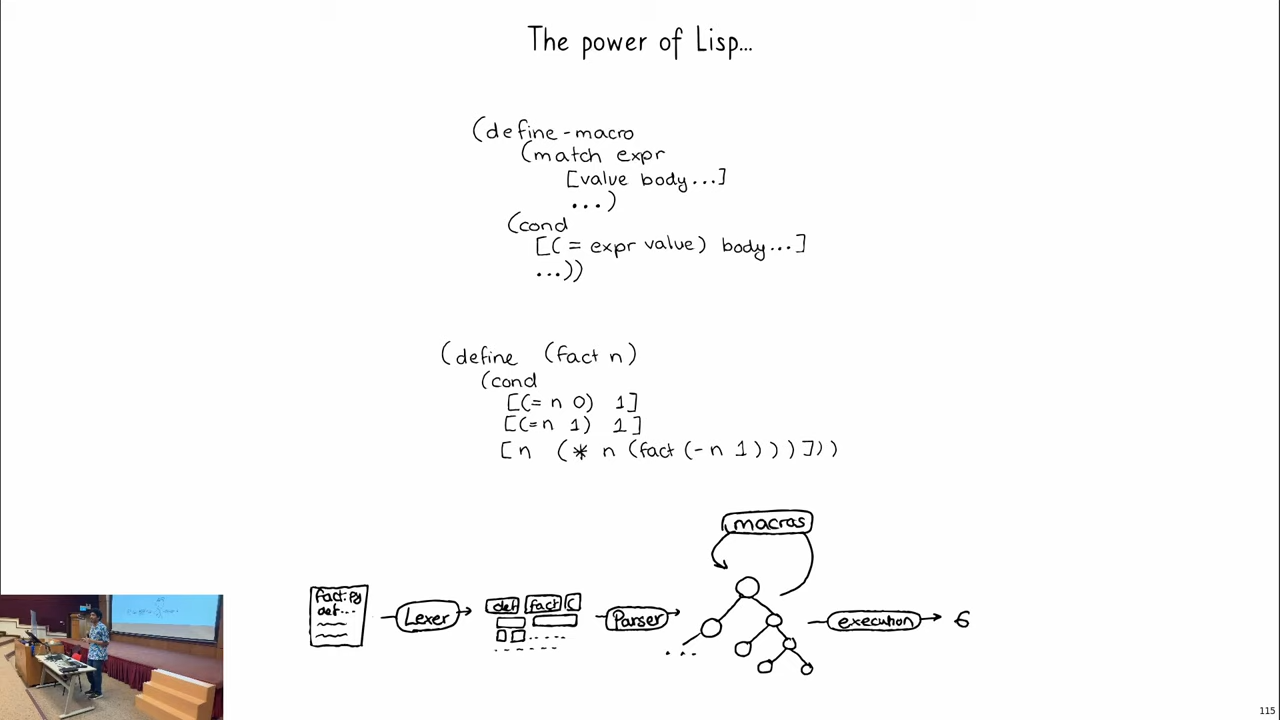 The power of Lisp...
(define-macro
(match expr
[value body...]
...)
(cond
[(= expr value) body...]
...))
(define (fact n)
(cond
[(= n 0) 1]
[(= n 1) 1]
[n (* n (fact (- n 1)))]))
macros
fact.py
def...
Lexer
def fact (
Parser
...
execution
6
115